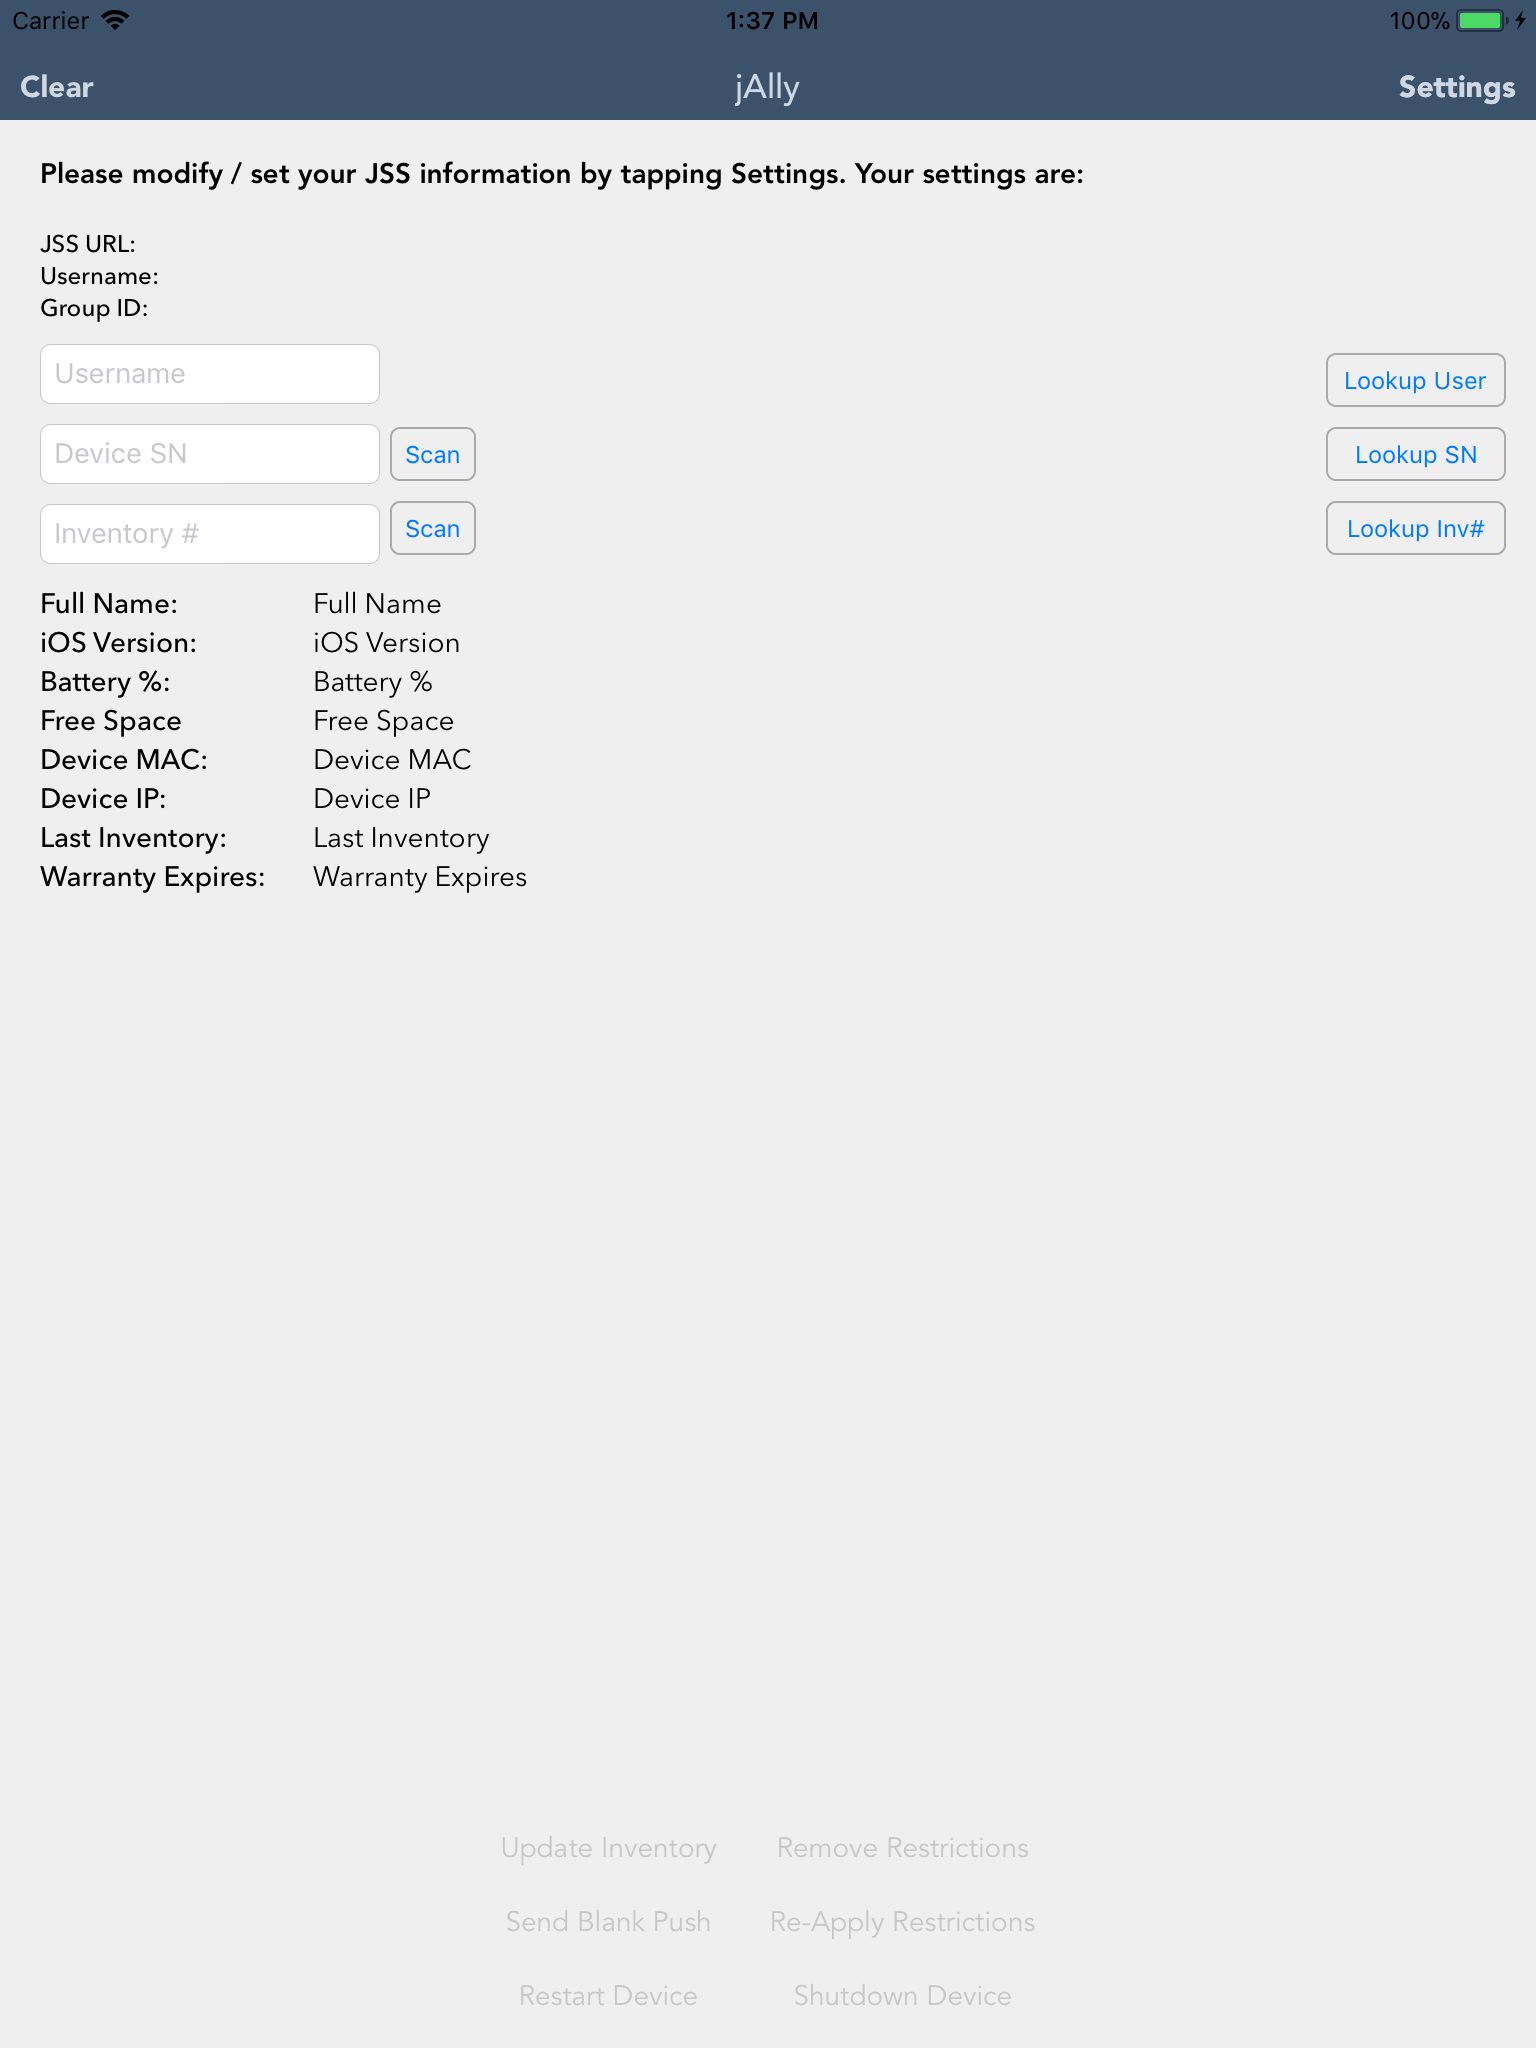 Carrier 1:37 PM 100%
Clear jAlly Settings
Please modify / set your JSS information by tapping Settings. Your settings are:
JSS URL:
Username:
Group ID:
Username Lookup User
Device SN Scan Lookup SN
Inventory # Scan Lookup Inv#
Full Name: Full Name
iOS Version: iOS Version
Battery %: Battery %
Free Space Free Space
Device MAC: Device MAC
Device IP: Device IP
Last Inventory: Last Inventory
Warranty Expires: Warranty Expires
Update Inventory Remove Restrictions
Send Blank Push Re-Apply Restrictions
Restart Device Shutdown Device